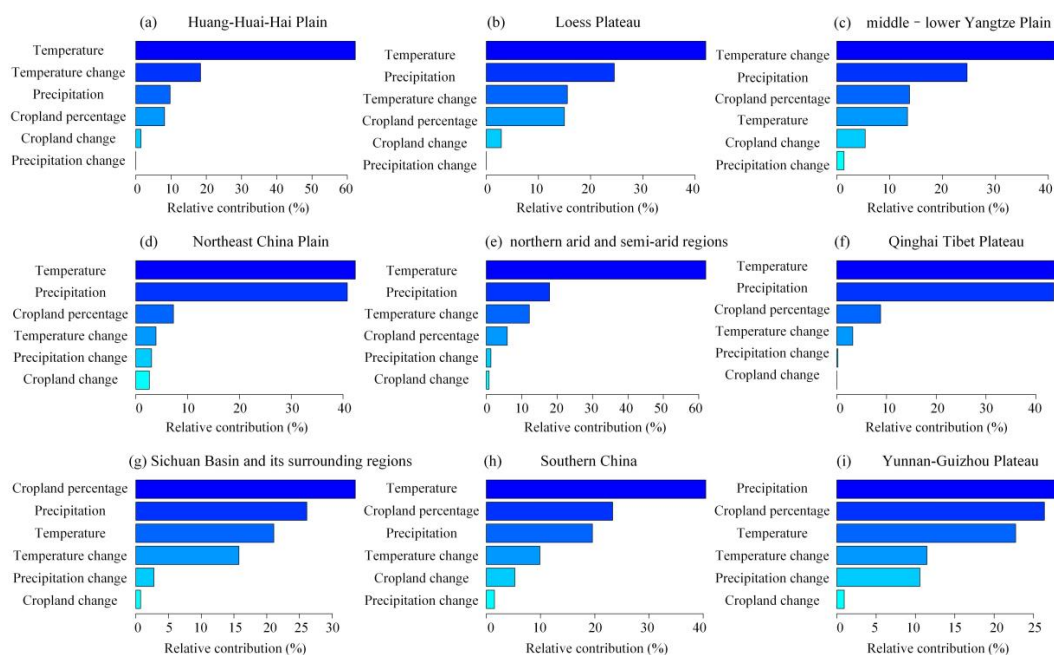 (a) Huang-Huai-Hai Plain
Temperature
Temperature change
Precipitation
Cropland percentage
Cropland change
Precipitation change
0 10 20 30 40 50 60
Relative contribution (%)
(b) Loess Plateau
Temperature
Precipitation
Temperature change
Cropland percentage
Cropland change
Precipitation change
0 10 20 30 40
Relative contribution (%)
(c) middle - lower Yangtze Plain
Temperature change
Precipitation
Cropland percentage
Temperature
Cropland change
Precipitation change
0 10 20 30 40
Relative contribution (%)
(d) Northeast China Plain
Temperature
Precipitation
Cropland percentage
Temperature change
Precipitation change
Cropland change
0 10 20 30 40
Relative contribution (%)
(e) northern arid and semi-arid regions
Temperature
Precipitation
Temperature change
Cropland percentage
Precipitation change
Cropland change
0 10 20 30 40 50 60
Relative contribution (%)
(f) Qinghai Tibet Plateau
Temperature
Precipitation
Cropland percentage
Temperature change
Precipitation change
Cropland change
0 10 20 30 40
Relative contribution (%)
(g) Sichuan Basin and its surrounding regions
Cropland percentage
Precipitation
Temperature
Temperature change
Precipitation change
Cropland change
0 5 10 15 20 25 30
Relative contribution (%)
(h) Southern China
Temperature
Cropland percentage
Precipitation
Temperature change
Cropland change
Precipitation change
0 10 20 30 40
Relative contribution (%)
(i) Yunnan-Guizhou Plateau
Precipitation
Cropland percentage
Temperature
Temperature change
Precipitation change
Cropland change
0 5 10 15 20 25
Relative contribution (%)